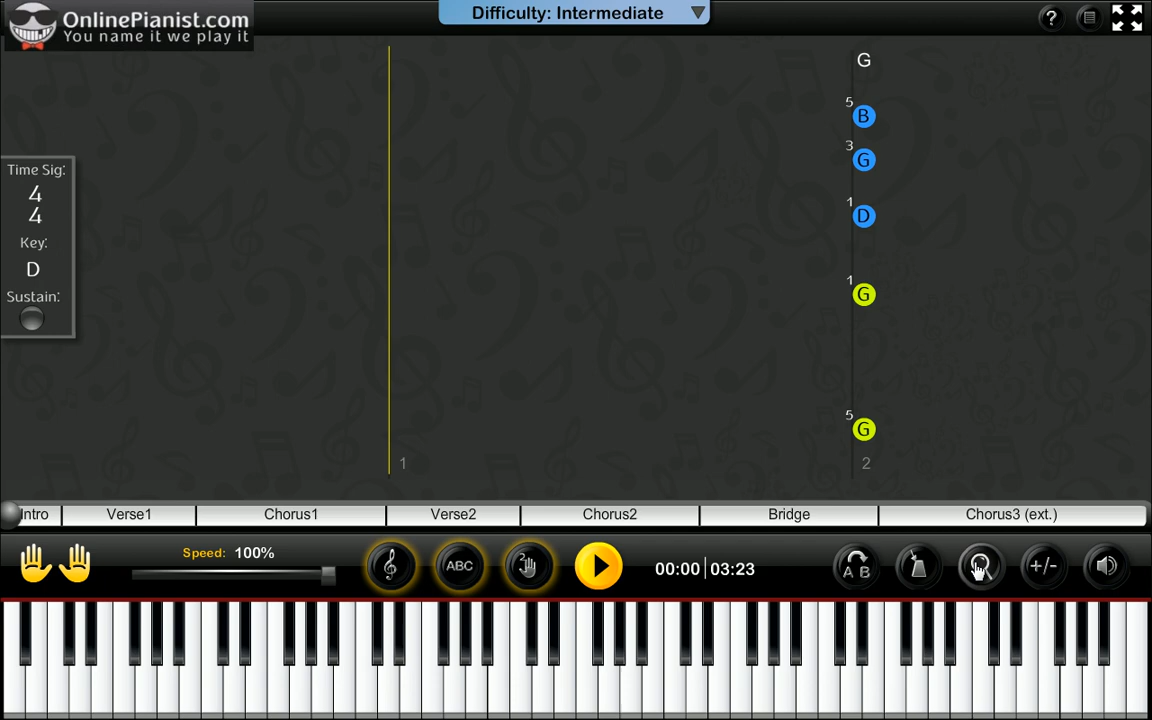 OnlinePianist.com
You name it we play it
Difficulty: Intermediate
?
G
5
B
3
G
1
D
1
G
5
G
1
2
Time Sig:
4
4
Key:
D
Sustain:
Intro Verse1 Chorus1 Verse2 Chorus2 Bridge Chorus3 (ext.)
Speed: 100%
ABC
2
00:00 03:23
A B
+/-